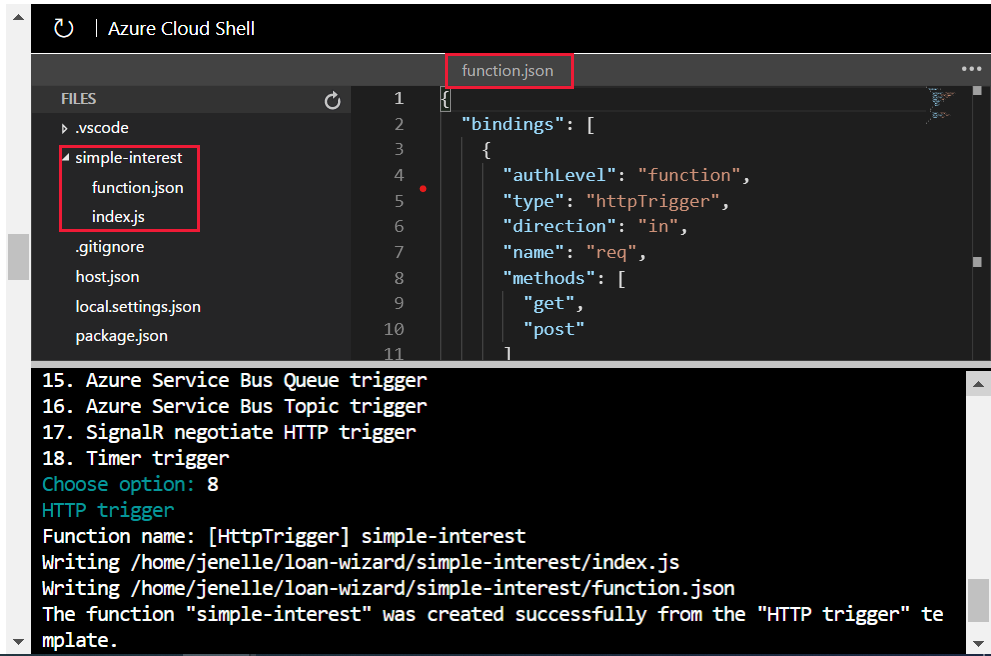 Azure Cloud Shell
function.json
FILES
.vscode
simple-interest
function.json
index.js
.gitignore
host.json
local.settings.json
package.json
1 {
2 "bindings": [
3 {
4 "authLevel": "function",
5 "type": "httpTrigger",
6 "direction": "in",
7 "name": "req",
8 "methods": [
9 "get",
10 "post"
11 ]
15. Azure Service Bus Queue trigger
16. Azure Service Bus Topic trigger
17. SignalR negotiate HTTP trigger
18. Timer trigger
Choose option: 8
HTTP trigger
Function name: [HttpTrigger] simple-interest
Writing /home/jenelle/loan-wizard/simple-interest/index.js
Writing /home/jenelle/loan-wizard/simple-interest/function.json
The function "simple-interest" was created successfully from the "HTTP trigger" te
mplate.